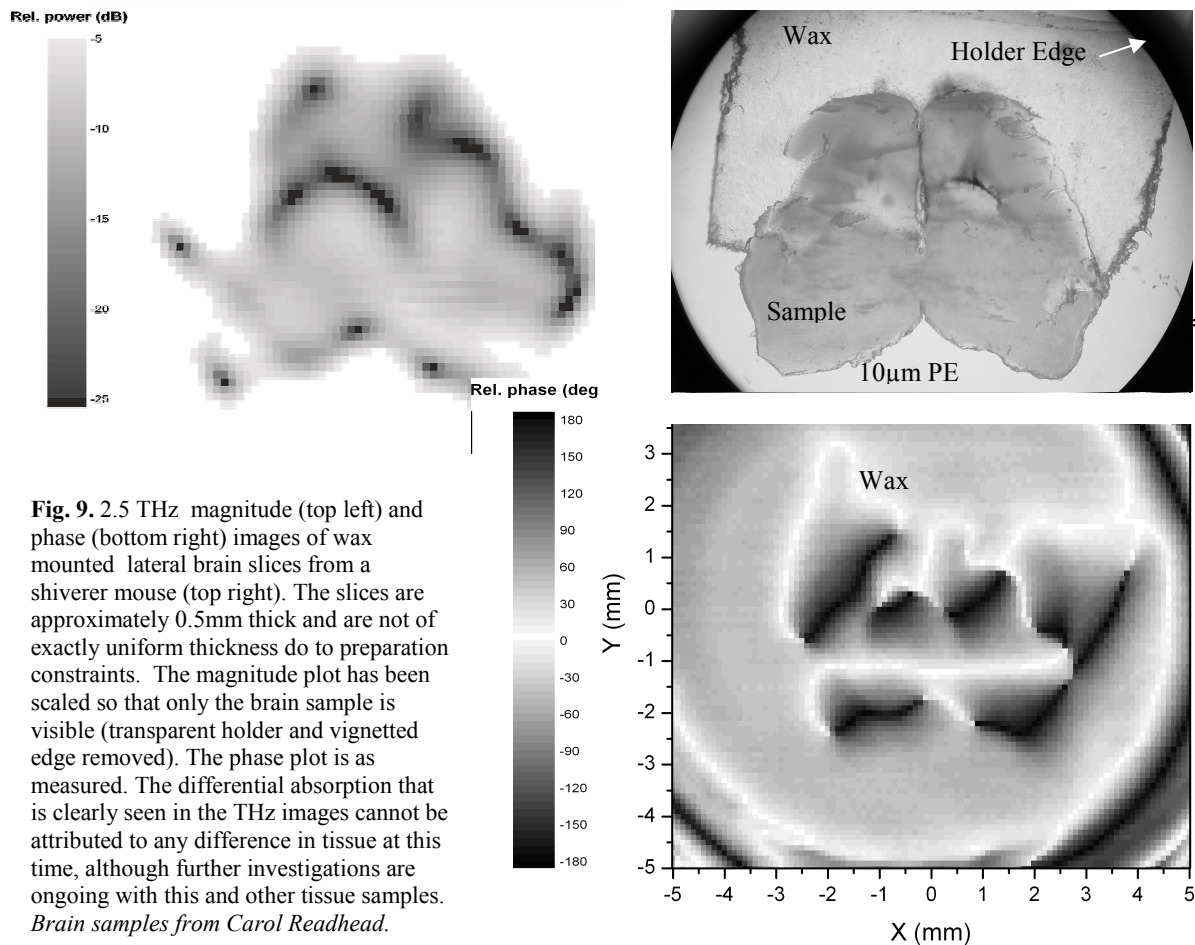 Rel. power (dB)
-5
-10
-15
-20
-25
Wax
Holder Edge
Sample
10µm PE
Rel. phase (deg
180
150
120
90
60
30
0
-30
-60
-90
-120
-150
-180
Wax
3
2
1
0
-1
-2
-3
-4
-5
Y (mm)
-5 -4 -3 -2 -1 0 1 2 3 4 5
X (mm)
Fig. 9. 2.5 THz magnitude (top left) and
phase (bottom right) images of wax
mounted lateral brain slices from a
shiverer mouse (top right). The slices are
approximately 0.5mm thick and are not of
exactly uniform thickness do to preparation
constraints. The magnitude plot has been
scaled so that only the brain sample is
visible (transparent holder and vignetted
edge removed). The phase plot is as
measured. The differential absorption that
is clearly seen in the THz images cannot be
attributed to any difference in tissue at this
time, although further investigations are
ongoing with this and other tissue samples.
Brain samples from Carol Readhead.